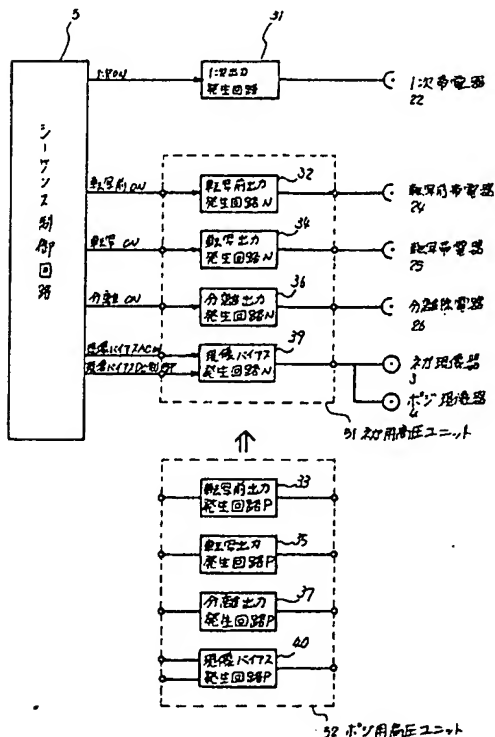 5
31
1次ON
1次出力
発生回路
1次帯電器
22
シーケンス制御回路
転写前ON
32
転写前出力
発生回路N
転写前帯電器
24
転写ON
34
転写出力
発生回路N
転写帯電器
25
分離ON
36
分離出力
発生回路N
分離除電器
26
現像バイアスACON
現像バイアスDC制御
39
現像バイアス
発生回路N
ネガ現像器
3
ポジ現像器
4
51 ネガ用高圧ユニット
33
転写前出力
発生回路P
35
転写出力
発生回路P
37
分離出力
発生回路P
40
現像バイアス
発生回路P
52 ポジ用高圧ユニット